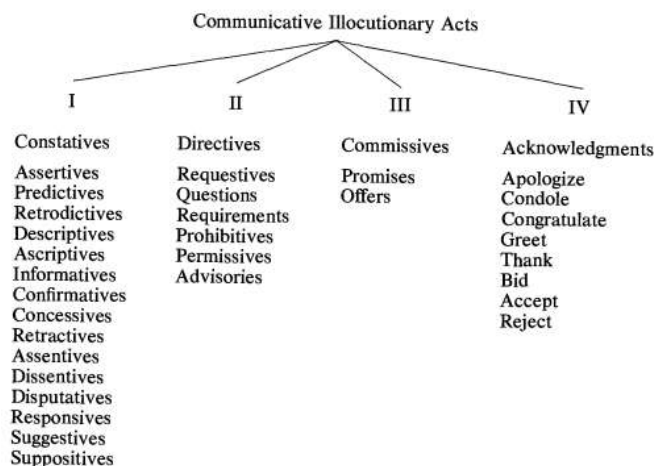 Communicative Illocutionary Acts
I
II
III
IV
Constatives
Assertives
Predictives
Retrodictives
Descriptives
Ascriptives
Informatives
Confirmatives
Concessives
Retractives
Assentives
Dissentives
Disputatives
Responsives
Suggestives
Suppositives
Directives
Requestives
Questions
Requirements
Prohibitives
Permissives
Advisories
Commissives
Promises
Offers
Acknowledgments
Apologize
Condole
Congratulate
Greet
Thank
Bid
Accept
Reject